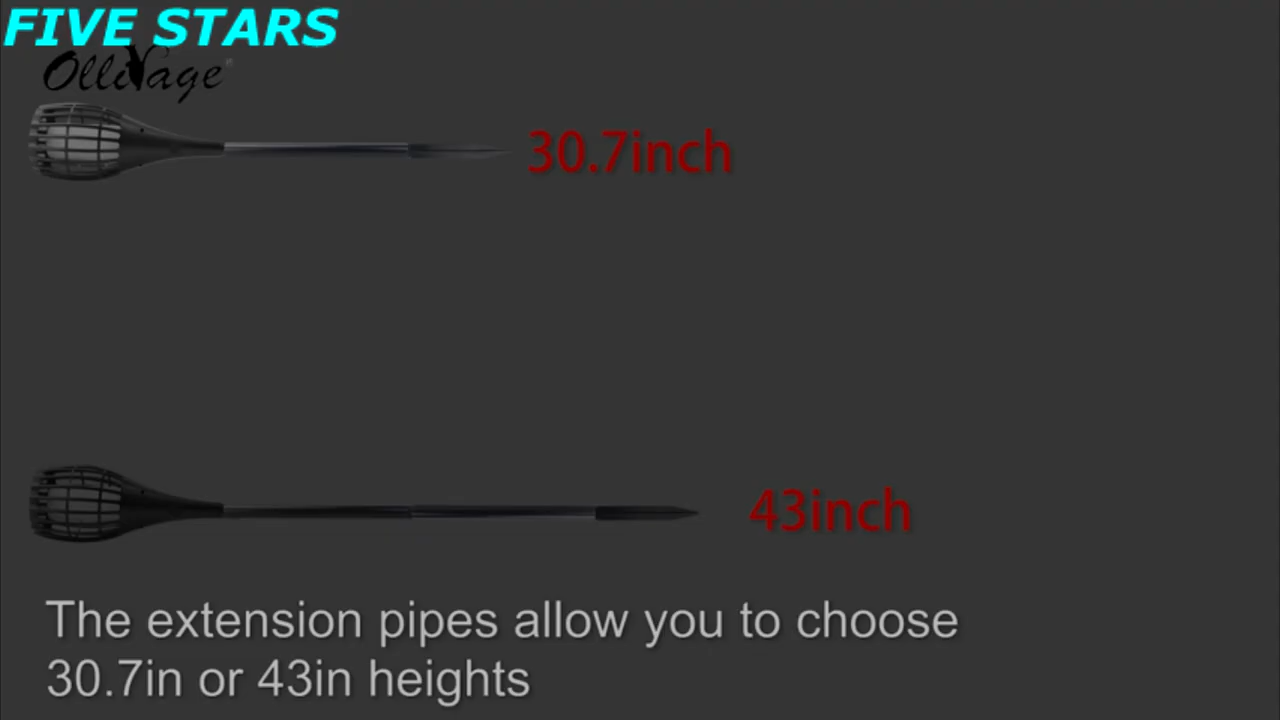 FIVE STARS
OlliVage®
30.7inch
43inch
The extension pipes allow you to choose
30.7in or 43in heights